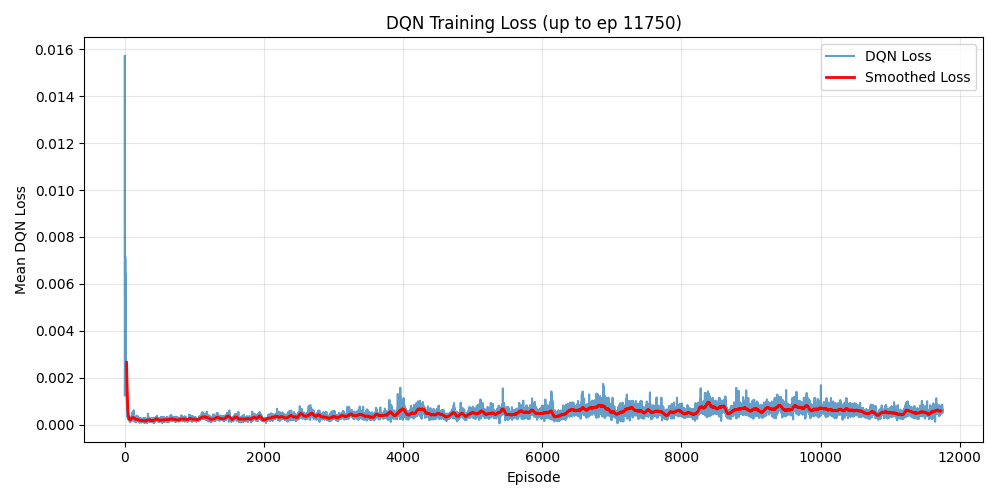 DQN Training Loss (up to ep 11750)
DQN Loss
Smoothed Loss
Mean DQN Loss
0.016
0.014
0.012
0.010
0.008
0.006
0.004
0.002
0.000
0 2000 4000 6000 8000 10000 12000
Episode